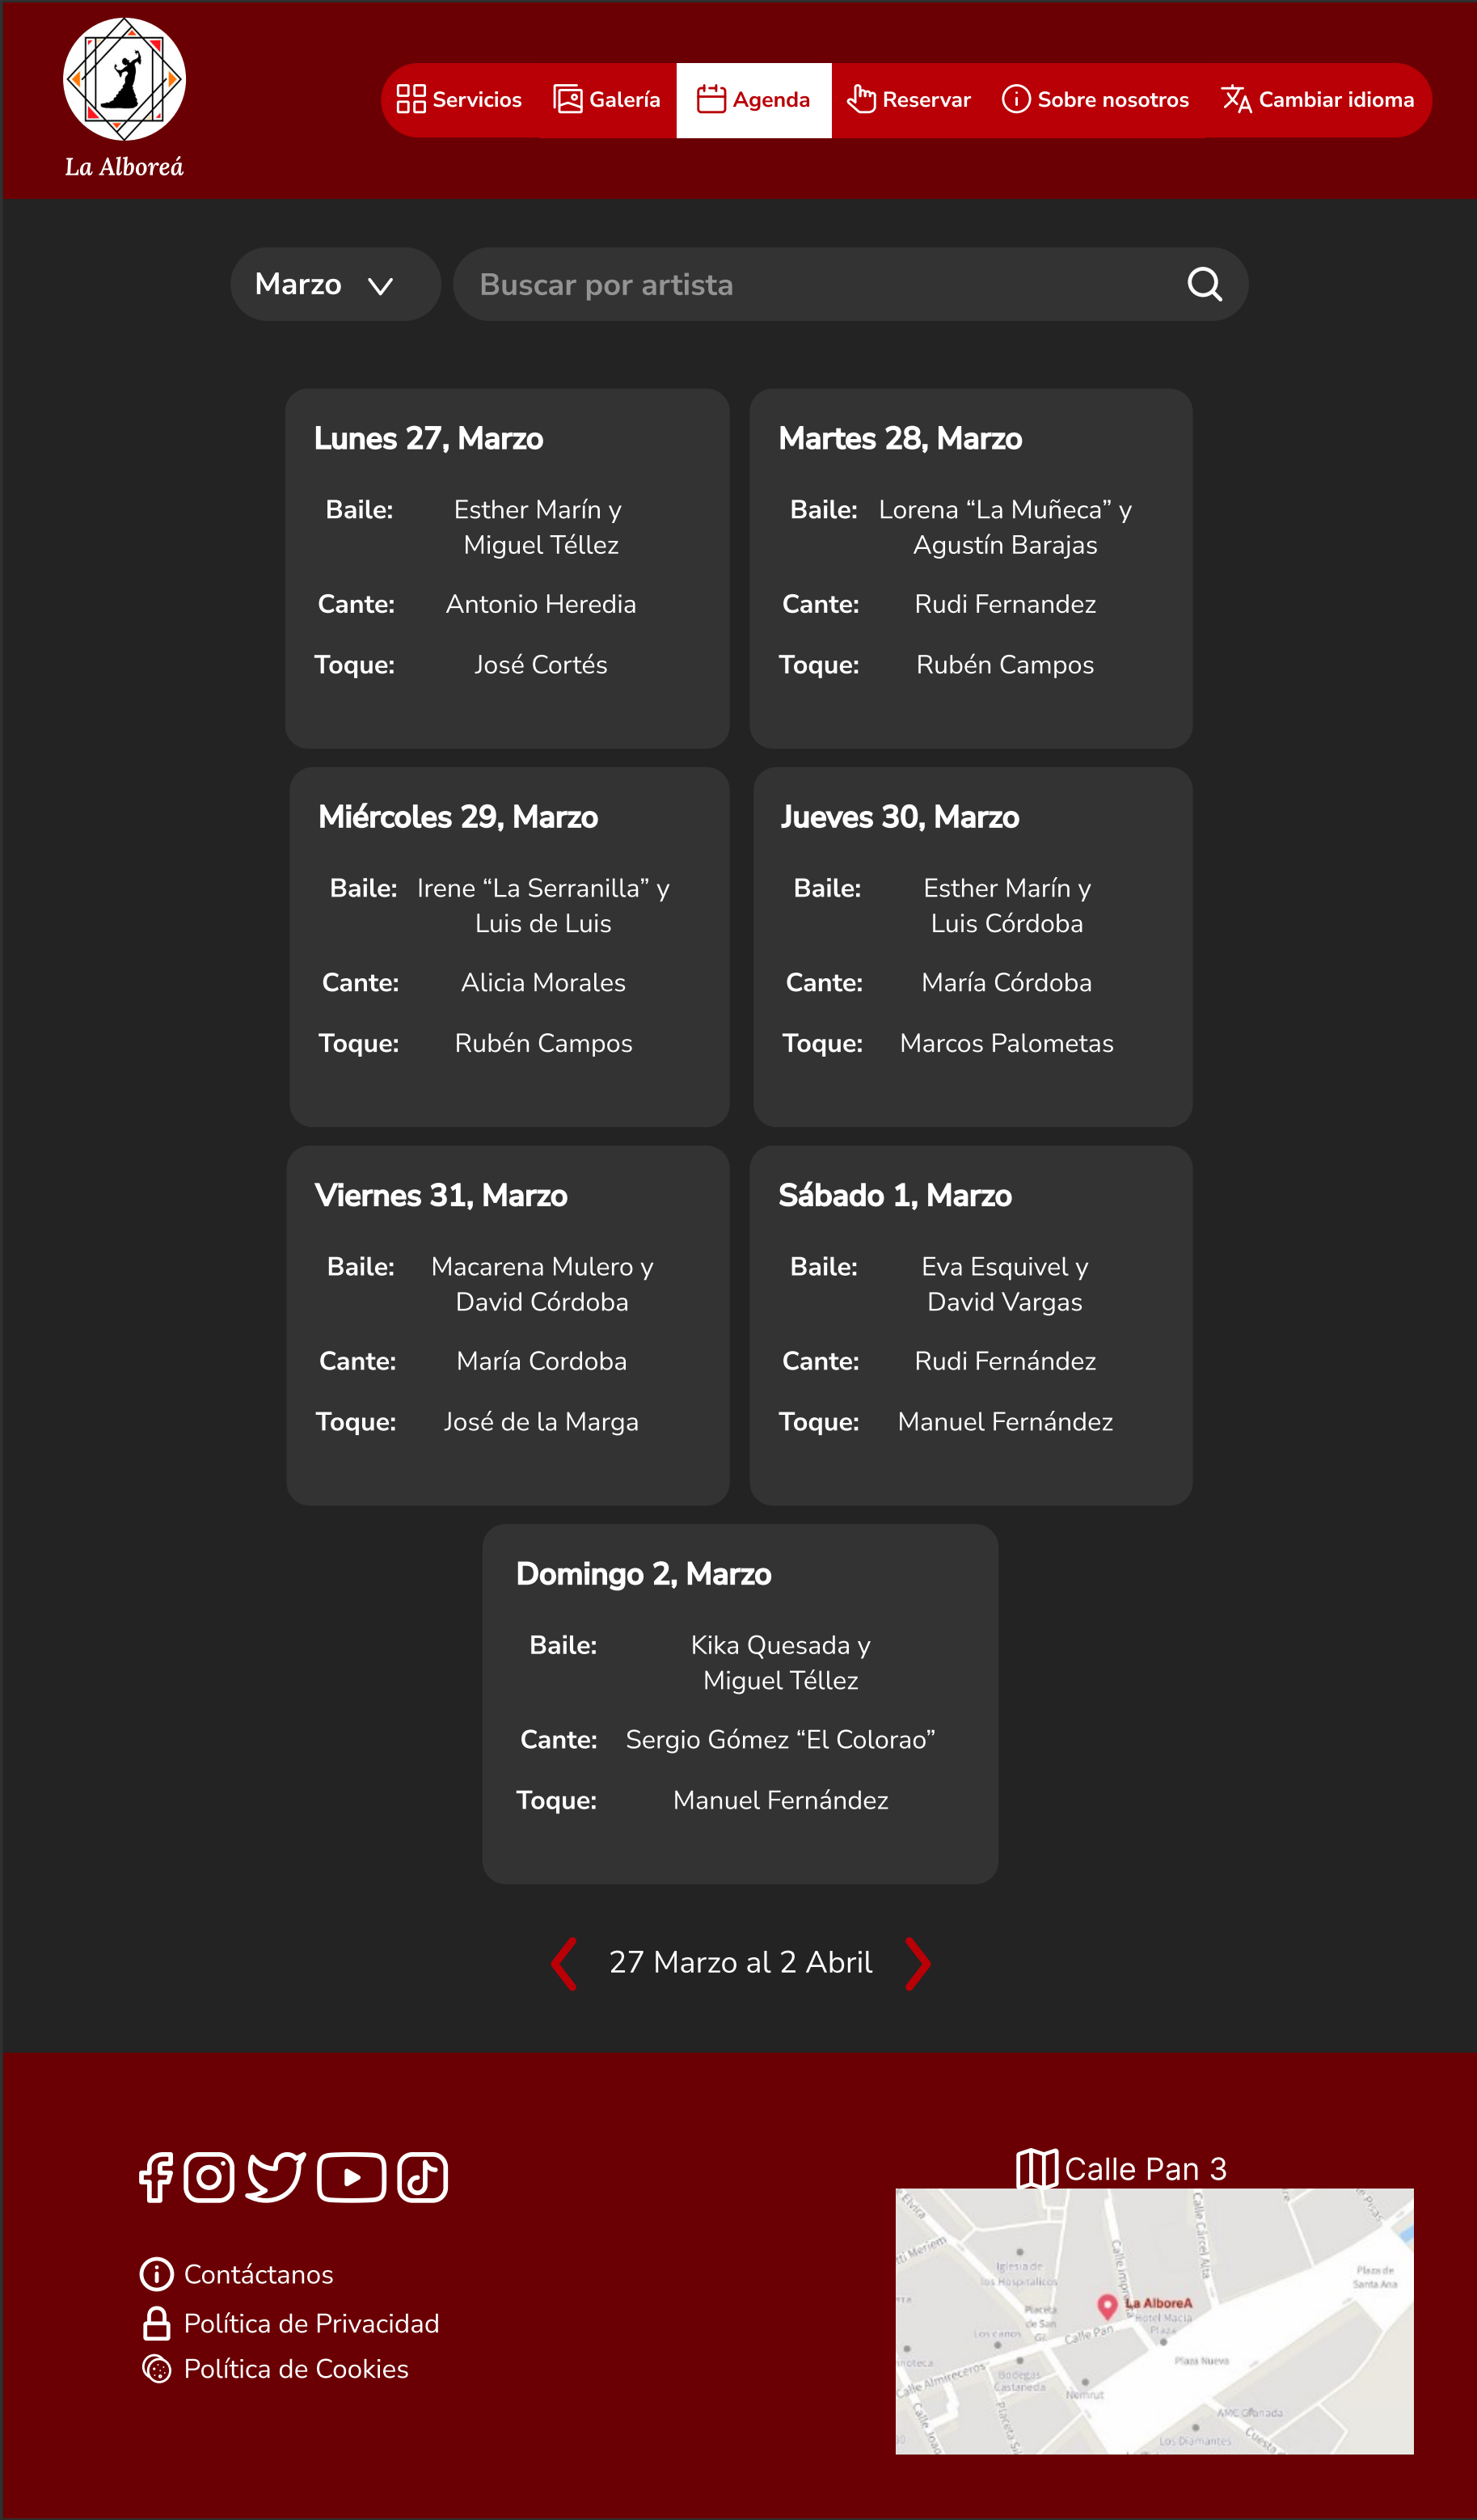 La Alboreá
Servicios
Galería
Agenda
Reservar
Sobre nosotros
Cambiar idioma
Marzo
Buscar por artista
Lunes 27, Marzo
Baile: Esther Marín y
Miguel Téllez
Cante: Antonio Heredia
Toque: José Cortés
Martes 28, Marzo
Baile: Lorena “La Muñeca” y
Agustín Barajas
Cante: Rudi Fernandez
Toque: Rubén Campos
Miércoles 29, Marzo
Baile: Irene “La Serranilla” y
Luis de Luis
Cante: Alicia Morales
Toque: Rubén Campos
Jueves 30, Marzo
Baile: Esther Marín y
Luis Córdoba
Cante: María Córdoba
Toque: Marcos Palometas
Viernes 31, Marzo
Baile: Macarena Mulero y
David Córdoba
Cante: María Cordoba
Toque: José de la Marga
Sábado 1, Marzo
Baile: Eva Esquivel y
David Vargas
Cante: Rudi Fernández
Toque: Manuel Fernández
Domingo 2, Marzo
Baile: Kika Quesada y
Miguel Téllez
Cante: Sergio Gómez “El Colorao”
Toque: Manuel Fernández
27 Marzo al 2 Abril
Contáctanos
Política de Privacidad
Política de Cookies
Calle Pan 3
Elvira
Calle Cárcel Alta
Iglesia de
los Hospitalicos
Plaza de
Santa Ana
La AlboreA
Hotel Macía
Plaza
Placeta
de San
Gi
Los canos
Calle Pan
Plaza Nueva
Calle Almireceros
Bodegas
Castaneda
Nemrut
AMC Granada
Los Diamantes
Cuesta